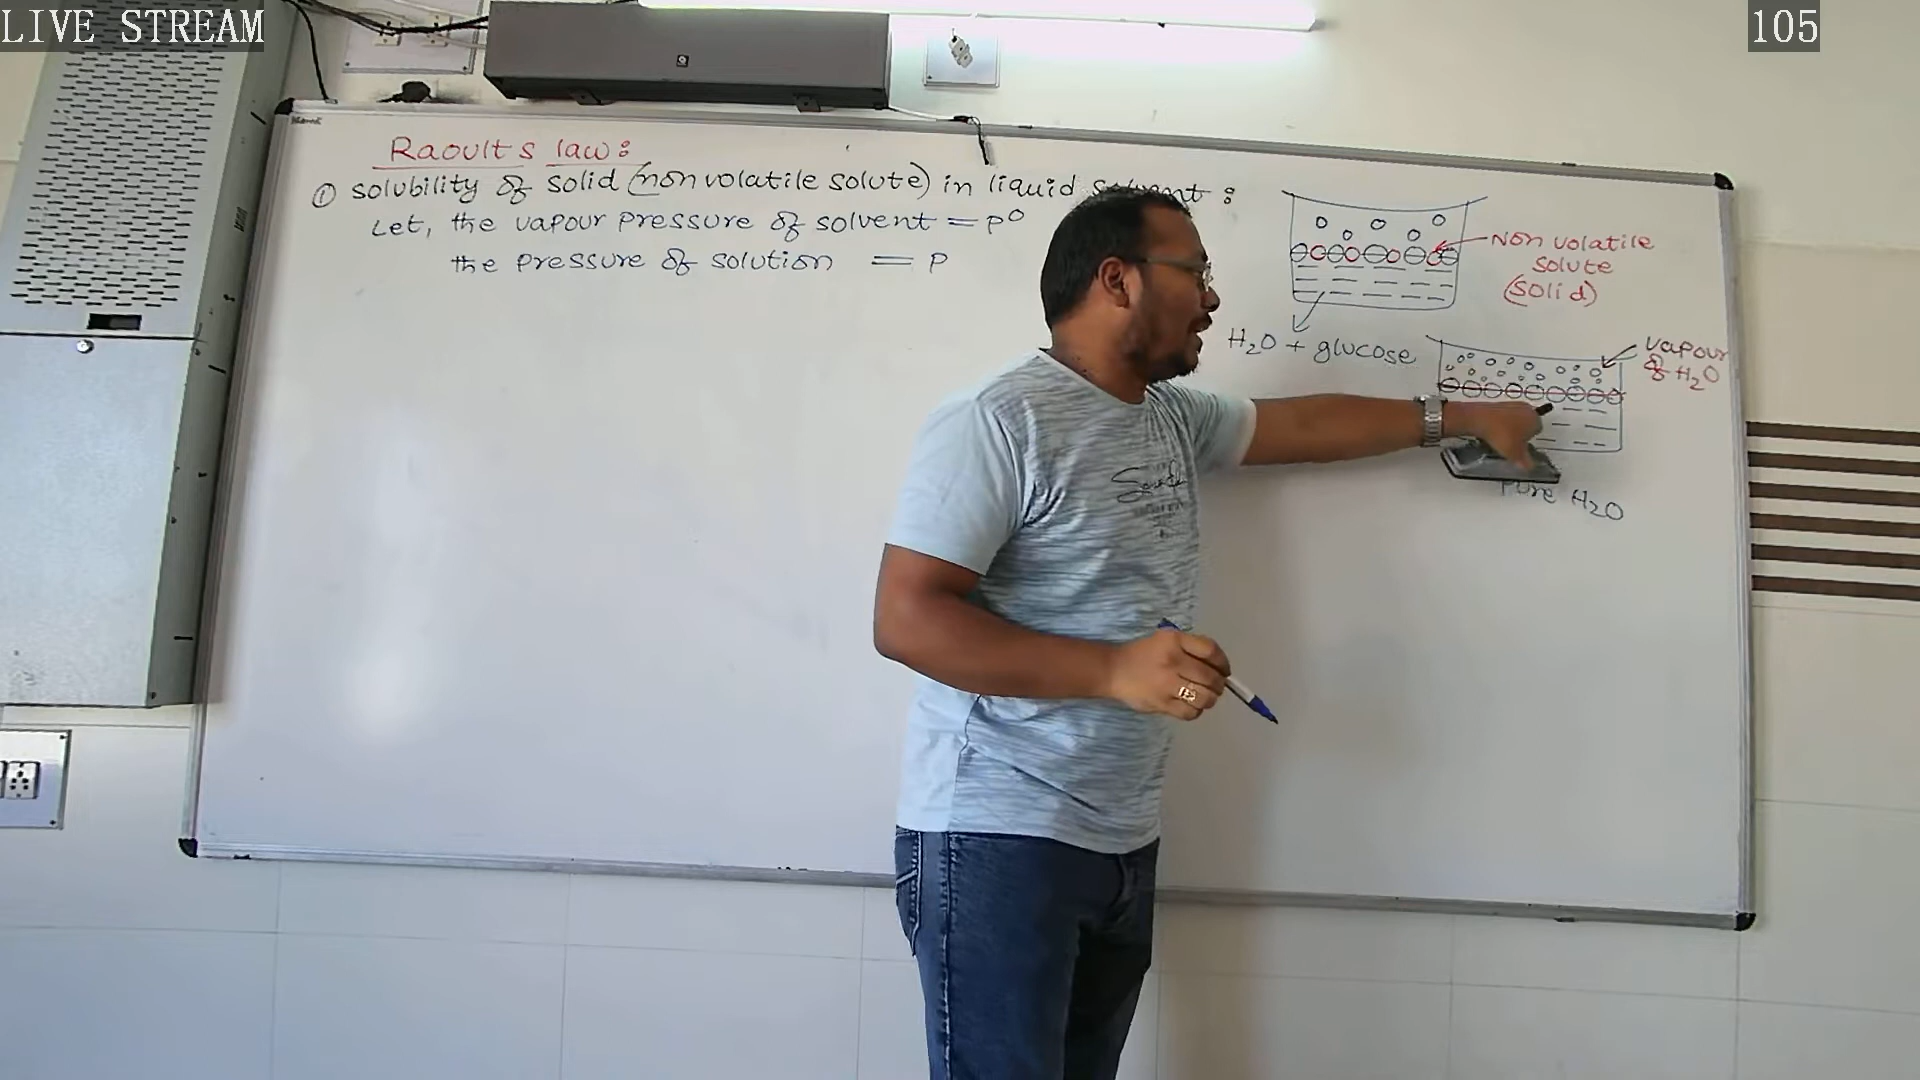 LIVE STREAM
105
Raoult's law:
① solubility of solid (non volatile solute) in liquid solvent:
Let, the vapour pressure of solvent = p⁰
the pressure of solution = p
Non volatile
solute
(solid)
H₂O + glucose
vapour
of H₂O
pure H₂O